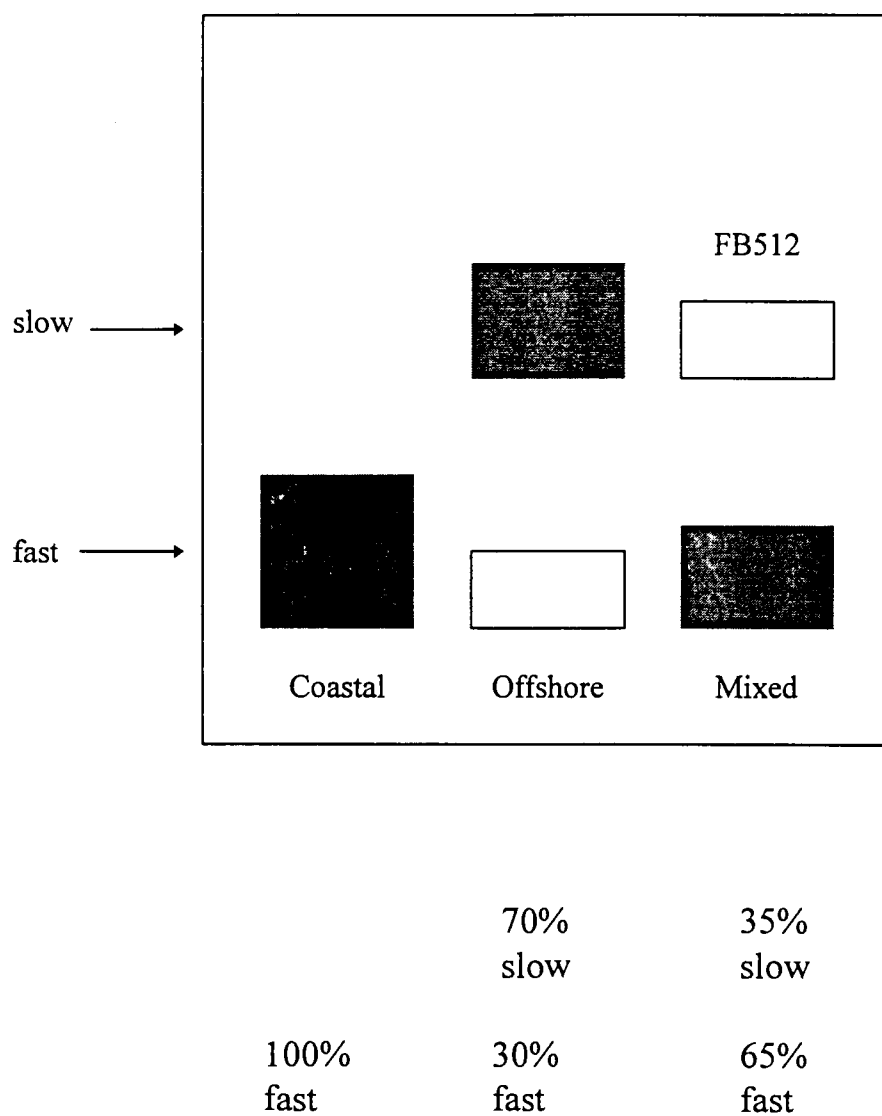 FB512
slow
fast
Coastal Offshore Mixed
70% 35%
slow slow
100% 30% 65%
fast fast fast